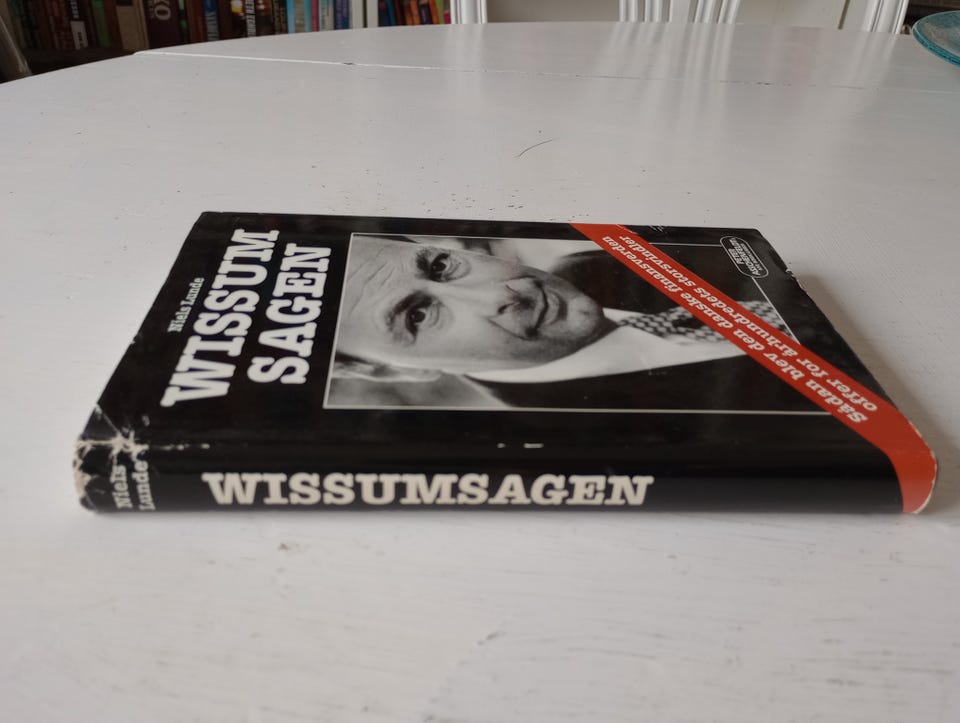 Niels Lunde
WISSUM
SAGEN
Sådan blev den danske finansverden
offer for århundredets storsvindler
Niels
Lunde
WISSUMSAGEN